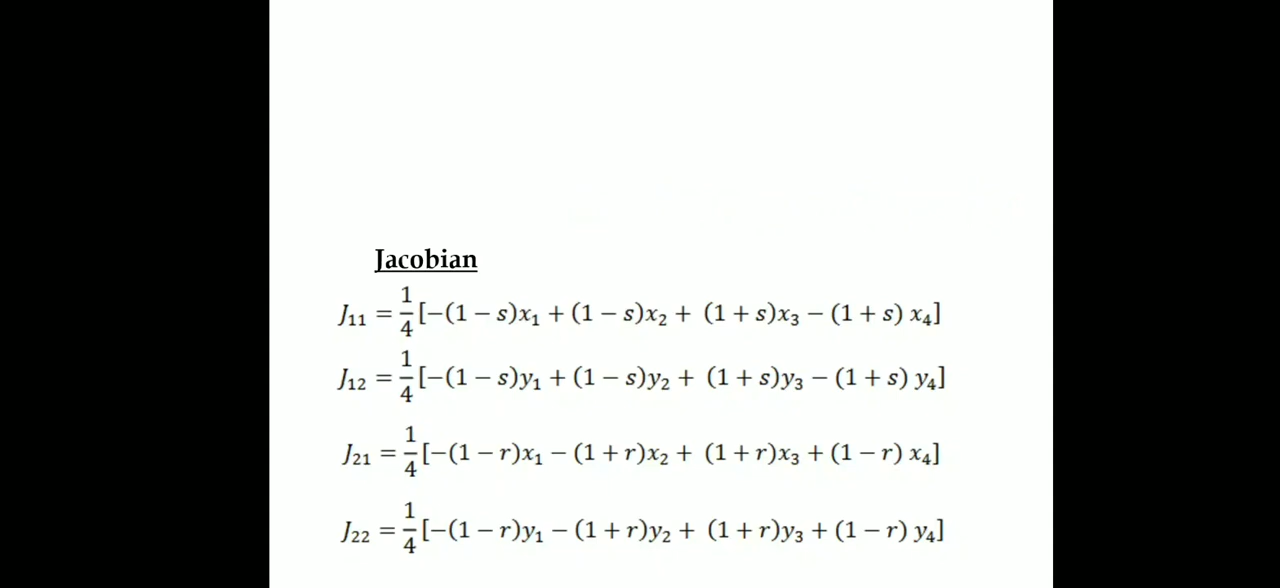 Jacobian
J₁₁ = 1/4 [−(1 − s)x₁ + (1 − s)x₂ + (1 + s)x₃ − (1 + s) x₄]
J₁₂ = 1/4 [−(1 − s)y₁ + (1 − s)y₂ + (1 + s)y₃ − (1 + s) y₄]
J₂₁ = 1/4 [−(1 − r)x₁ − (1 + r)x₂ + (1 + r)x₃ + (1 − r) x₄]
J₂₂ = 1/4 [−(1 − r)y₁ − (1 + r)y₂ + (1 + r)y₃ + (1 − r) y₄]